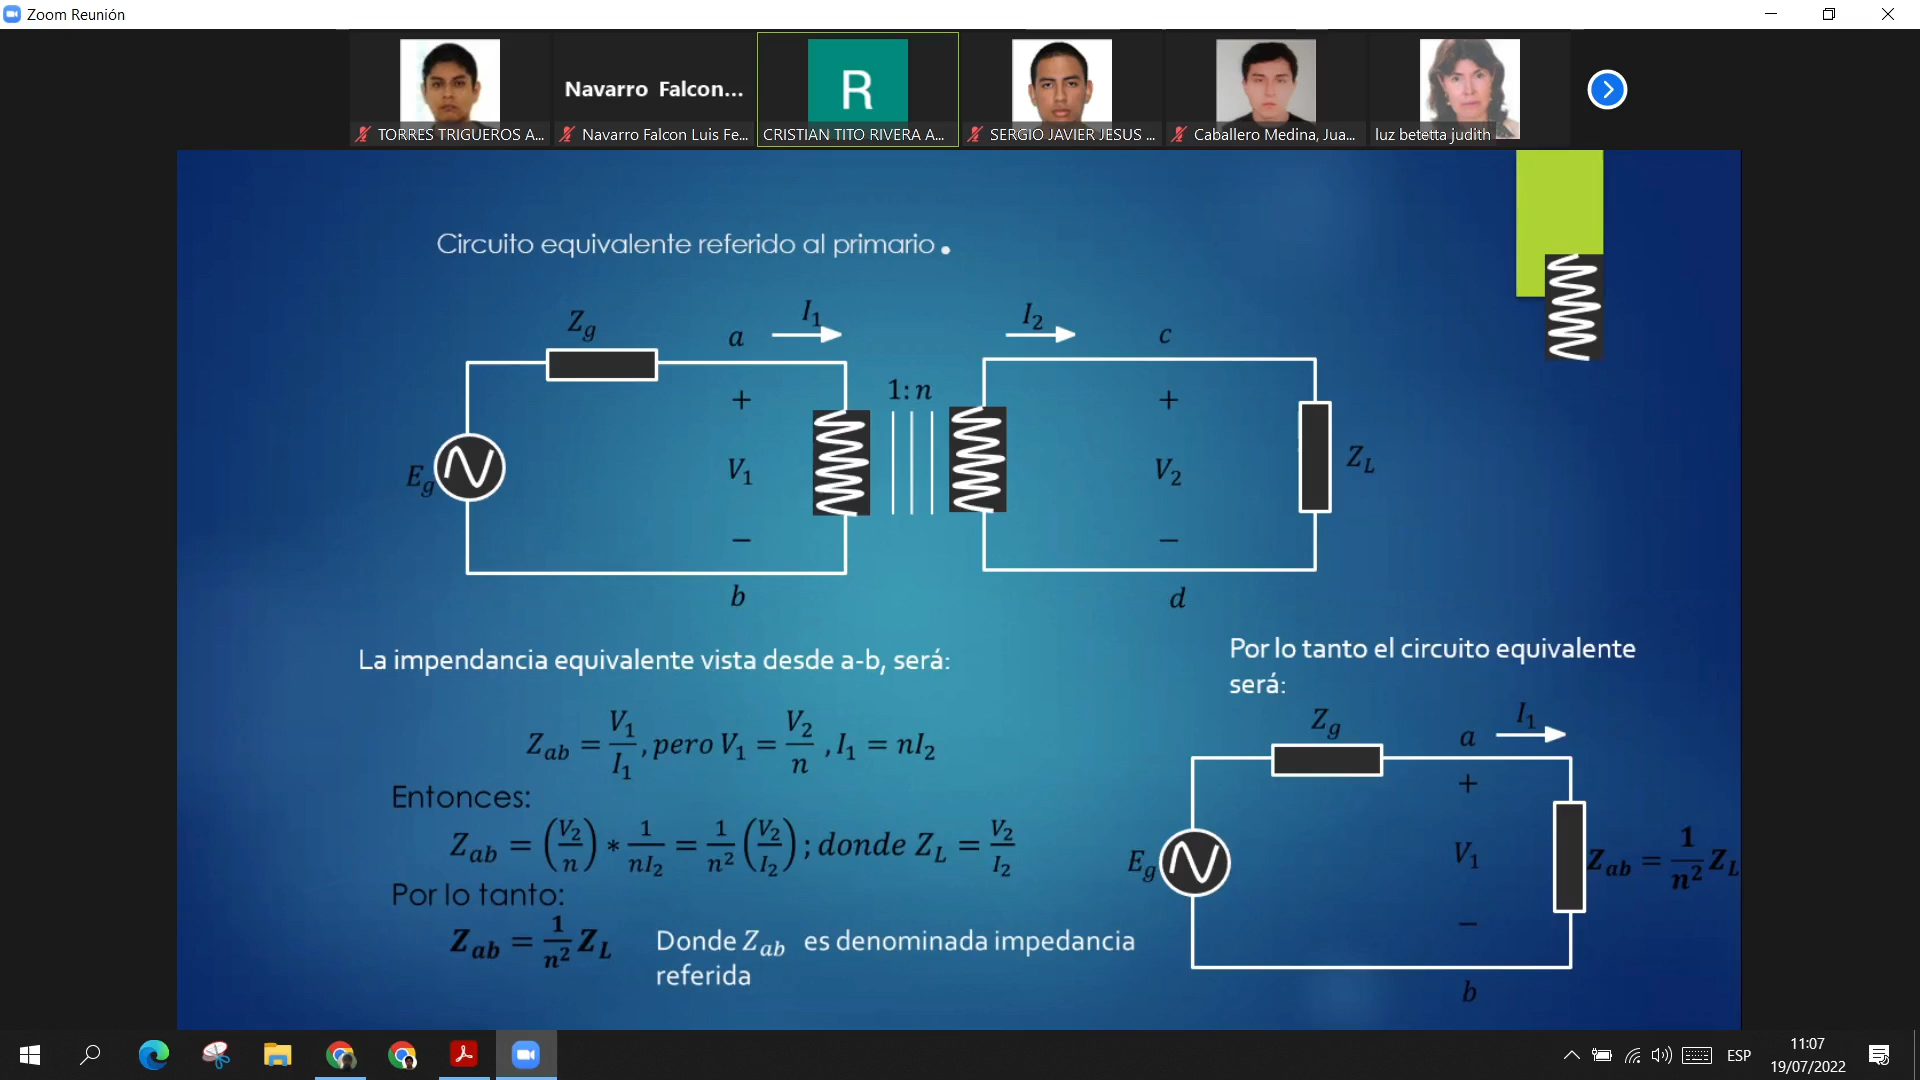 Zoom Reunión
Navarro Falcon...
R
TORRES TRIGUEROS A...
Navarro Falcon Luis Fe...
CRISTIAN TITO RIVERA A...
SERGIO JAVIER JESUS ...
Caballero Medina, Jua...
luz betetta judith
Circuito equivalente referido al primario.
Z_g
a
I_1
I_2
c
1:n
+
+
E_g
V_1
V_2
Z_L
−
−
b
d
La impendancia equivalente vista desde a-b, será:
Z_ab = V_1/I_1, pero V_1 = V_2/n , I_1 = nI_2
Entonces:
Z_ab = (V_2/n) * 1/nI_2 = 1/n² (V_2/I_2) ; donde Z_L = V_2/I_2
Por lo tanto:
Z_ab = 1/n² Z_L
Donde Z_ab es denominada impedancia
referida
Por lo tanto el circuito equivalente
será:
Z_g
a
I_1
+
E_g
V_1
Z_ab = 1/n² Z_L
−
b
ESP
11:07
19/07/2022